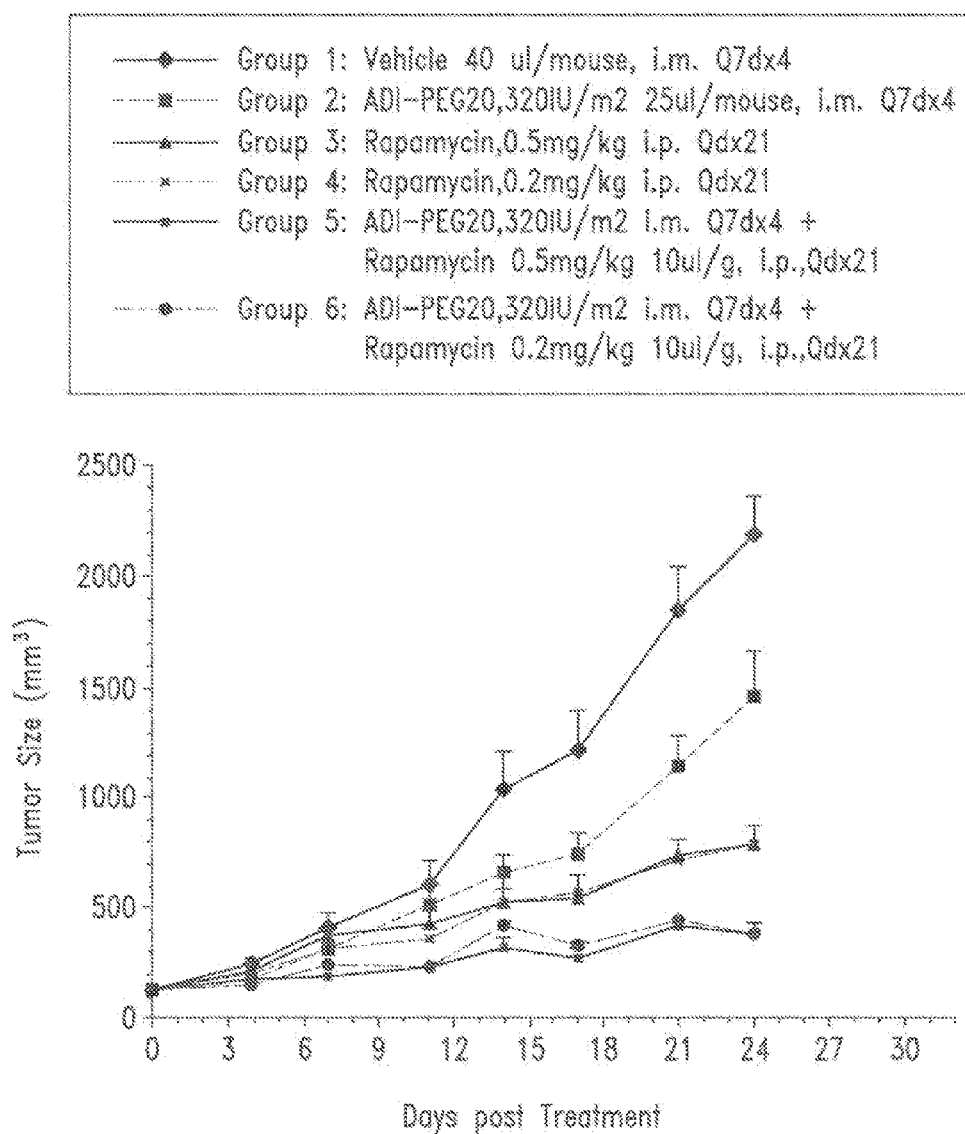 Group 1: Vehicle 40 ul/mouse, i.m. Q7dx4
Group 2: ADI-PEG20,320IU/m2 25ul/mouse, i.m. Q7dx4
Group 3: Rapamycin,0.5mg/kg i.p. Qdx21
Group 4: Rapamycin,0.2mg/kg i.p. Qdx21
Group 5: ADI-PEG20,320IU/m2 i.m. Q7dx4 +
Rapamycin 0.5mg/kg 10ul/g, i.p.,Qdx21
Group 6: ADI-PEG20,320IU/m2 i.m. Q7dx4 +
Rapamycin 0.2mg/kg 10ul/g, i.p.,Qdx21
2500
2000
1500
1000
500
0
Tumor Size (mm³)
0 3 6 9 12 15 18 21 24 27 30
Days post Treatment